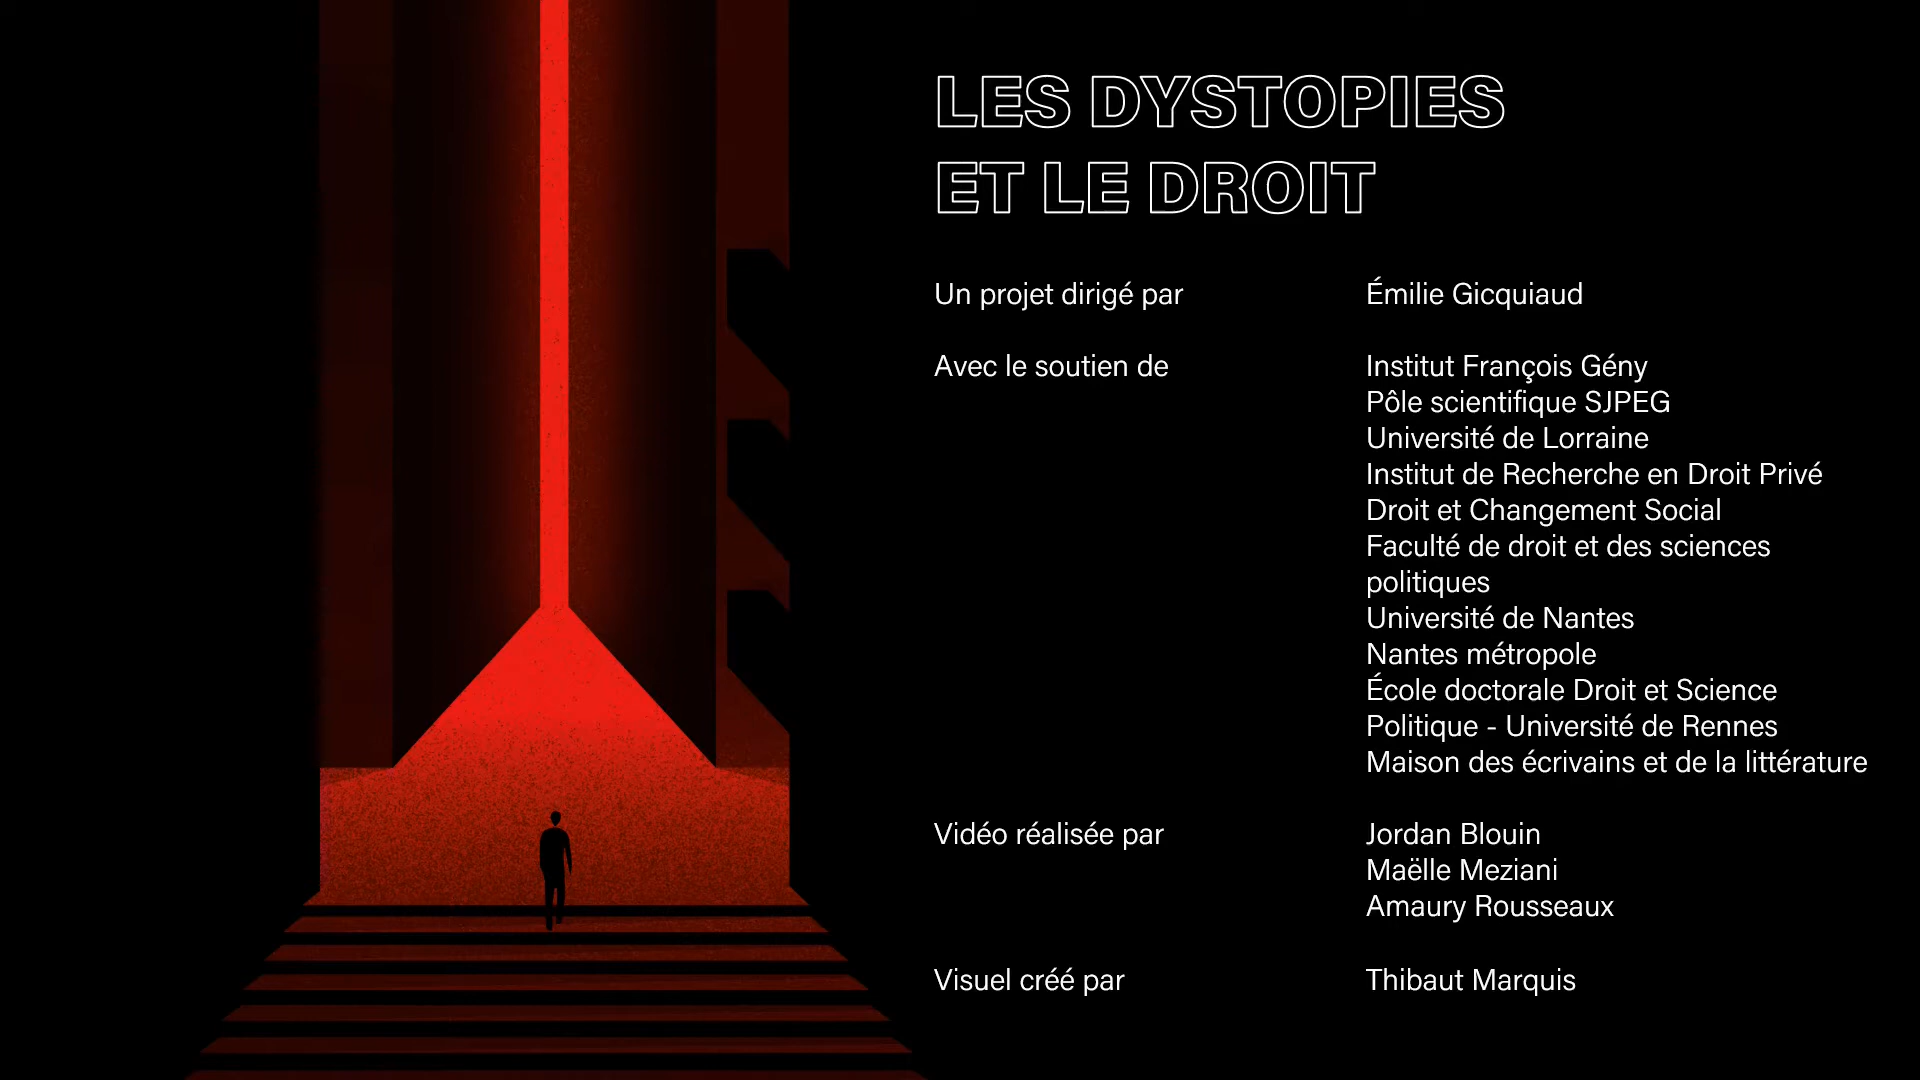 LES DYSTOPIES
ET LE DROIT
Un projet dirigé par
Émilie Gicquiaud
Avec le soutien de
Institut François Gény
Pôle scientifique SJPEG
Université de Lorraine
Institut de Recherche en Droit Privé
Droit et Changement Social
Faculté de droit et des sciences
politiques
Université de Nantes
Nantes métropole
École doctorale Droit et Science
Politique - Université de Rennes
Maison des écrivains et de la littérature
Vidéo réalisée par
Jordan Blouin
Maëlle Meziani
Amaury Rousseaux
Visuel créé par
Thibaut Marquis